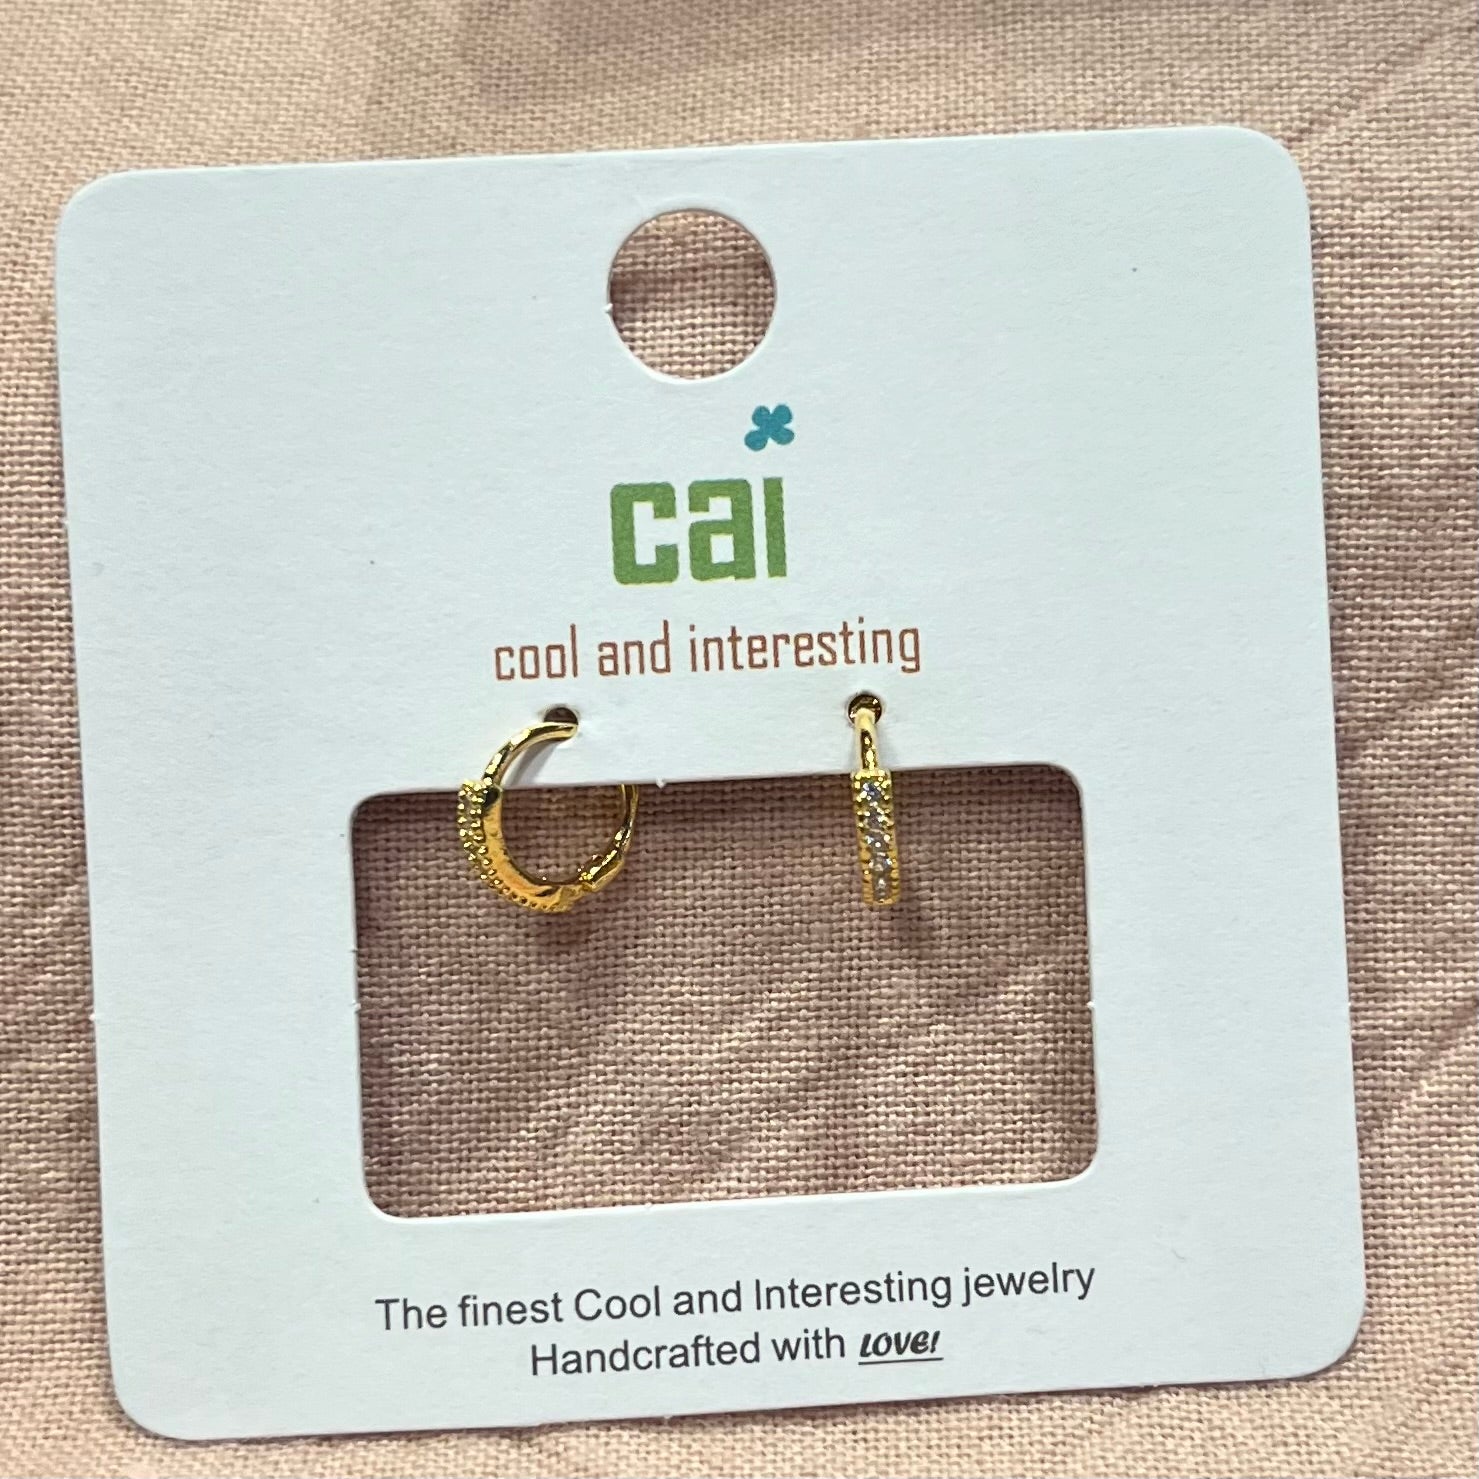 cai
cool and interesting
The finest Cool and Interesting jewelry
Handcrafted with LOVE!